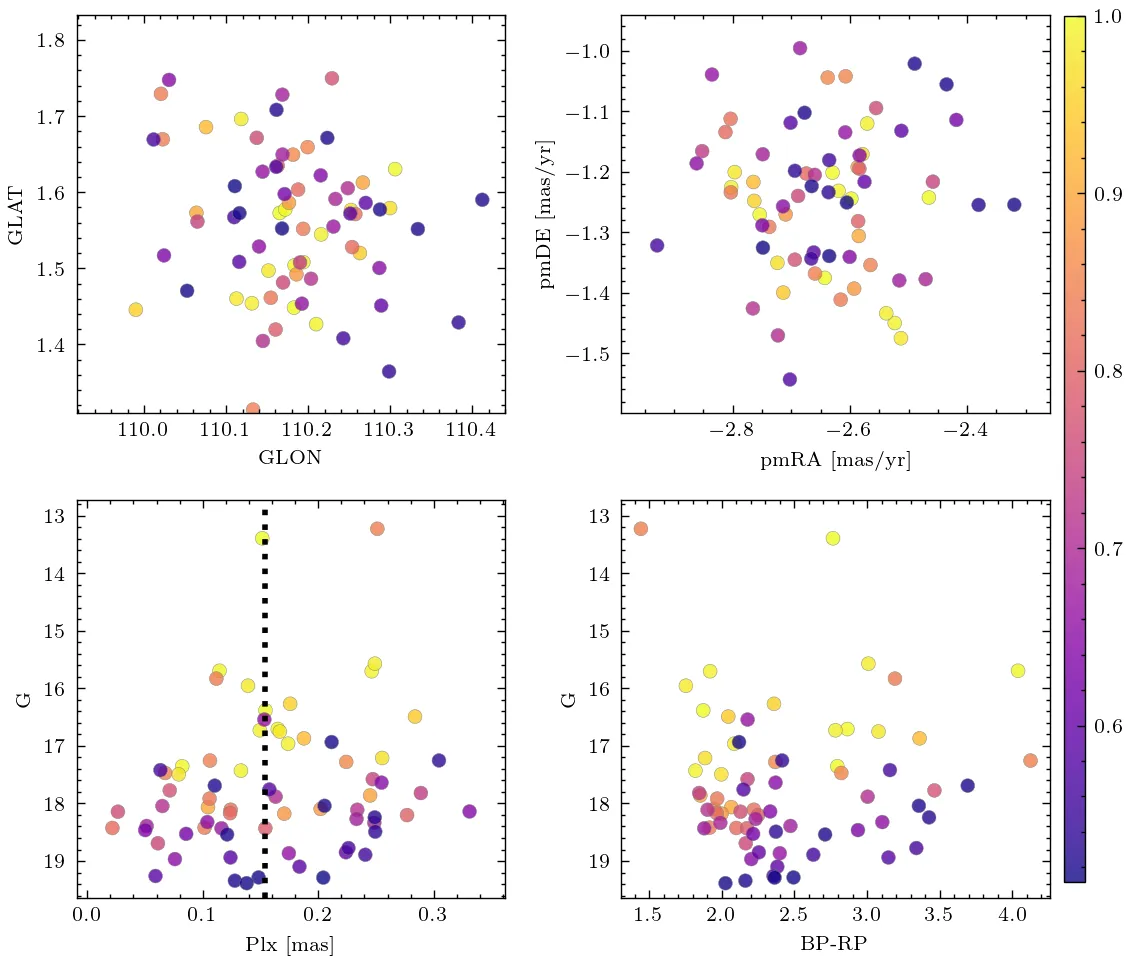 1.8
1.7
1.6
1.5
1.4
GLAT
110.0 110.1 110.2 110.3 110.4
GLON
−1.0
−1.1
−1.2
−1.3
−1.4
−1.5
pmDE [mas/yr]
−2.8 −2.6 −2.4
pmRA [mas/yr]
1.0
0.9
0.8
0.7
0.6
13
14
15
16
17
18
19
G
0.0 0.1 0.2 0.3
Plx [mas]
13
14
15
16
17
18
19
G
1.5 2.0 2.5 3.0 3.5 4.0
BP-RP